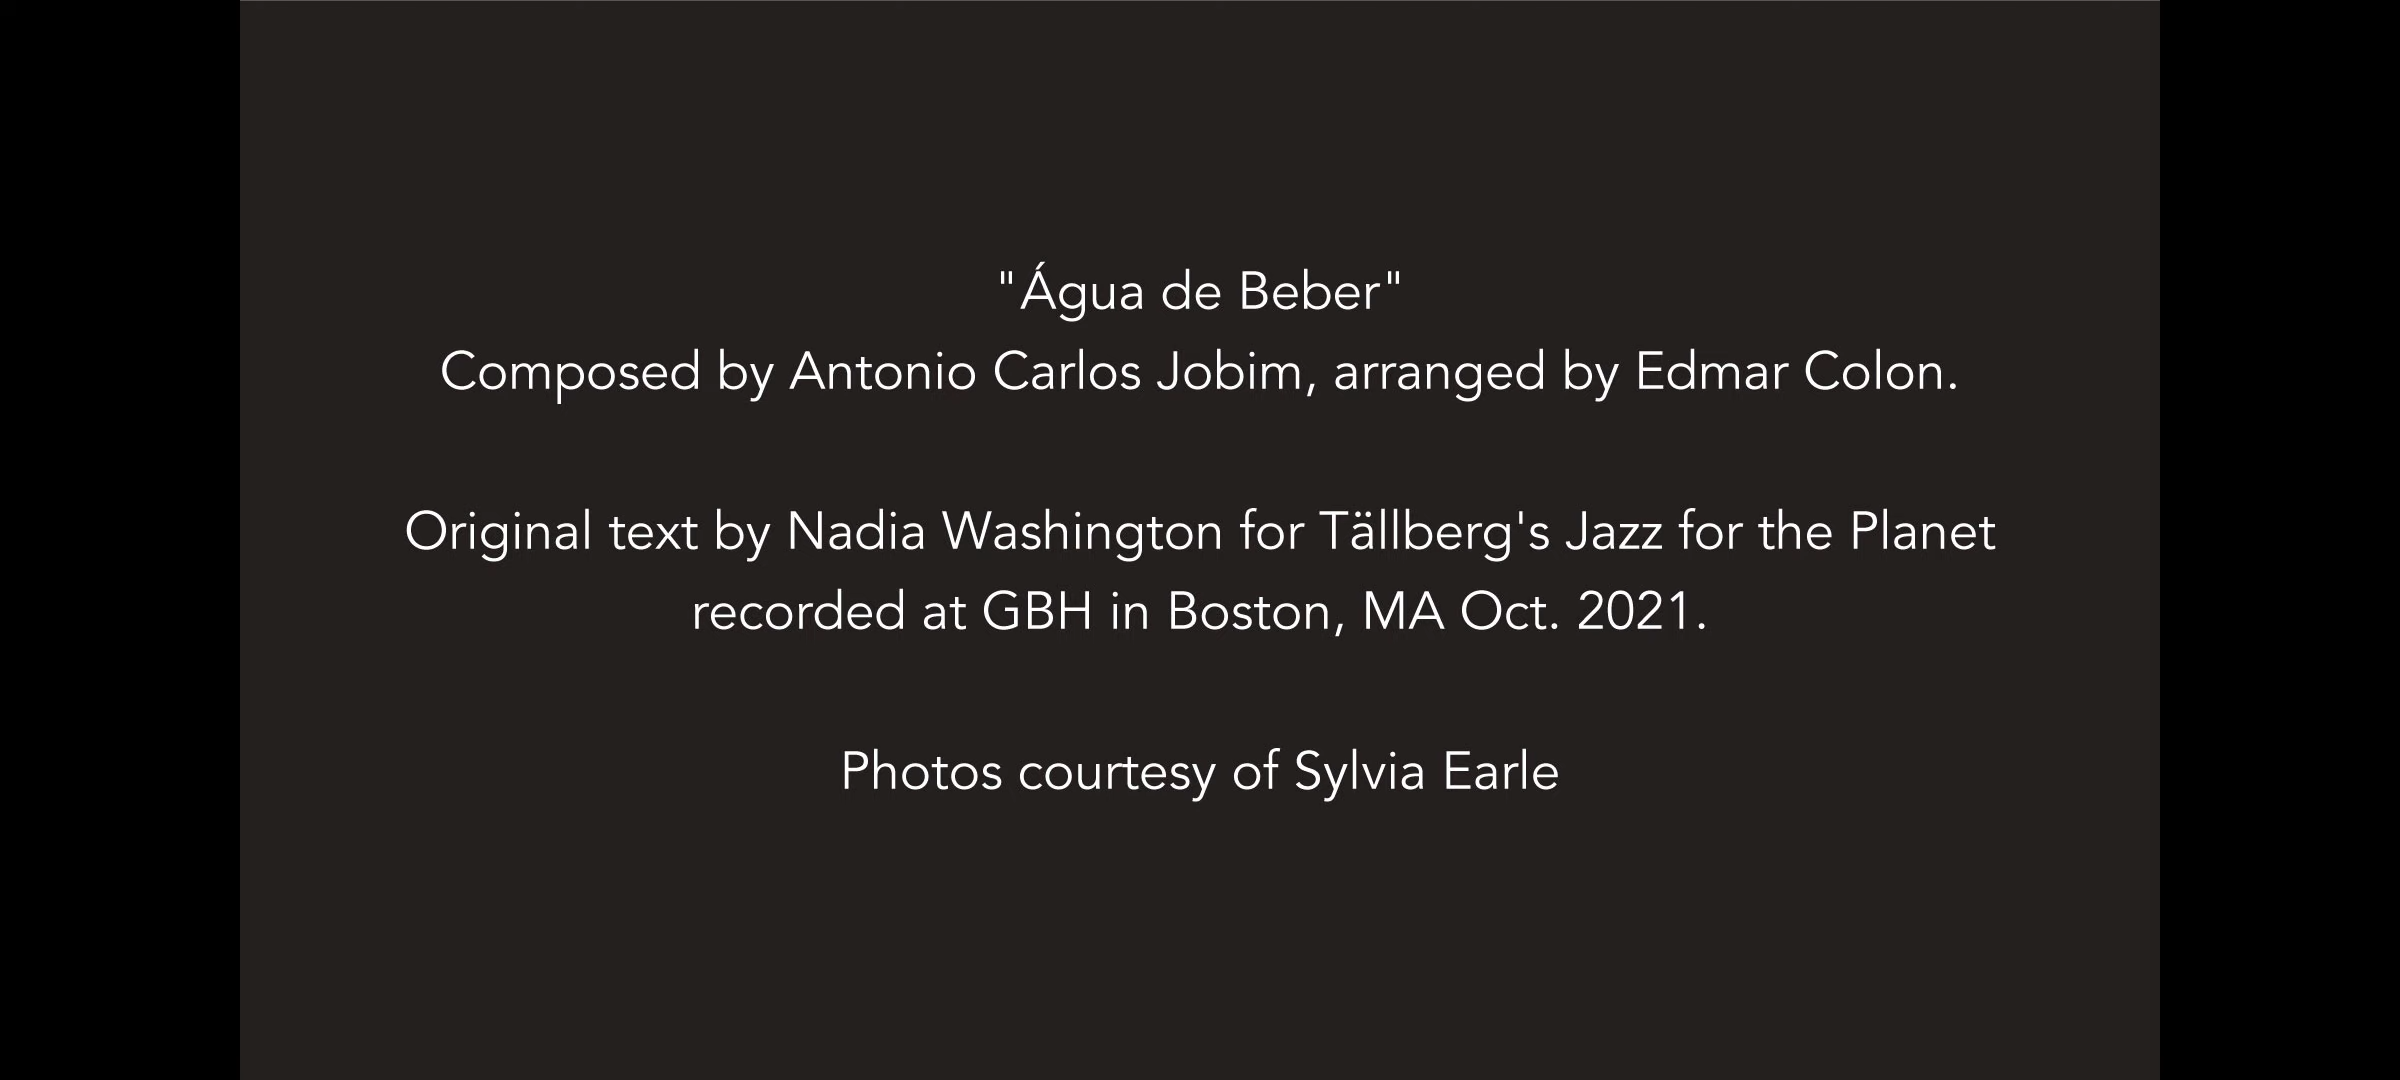 "Água de Beber"
Composed by Antonio Carlos Jobim, arranged by Edmar Colon.
Original text by Nadia Washington for Tällberg's Jazz for the Planet
recorded at GBH in Boston, MA Oct. 2021.
Photos courtesy of Sylvia Earle